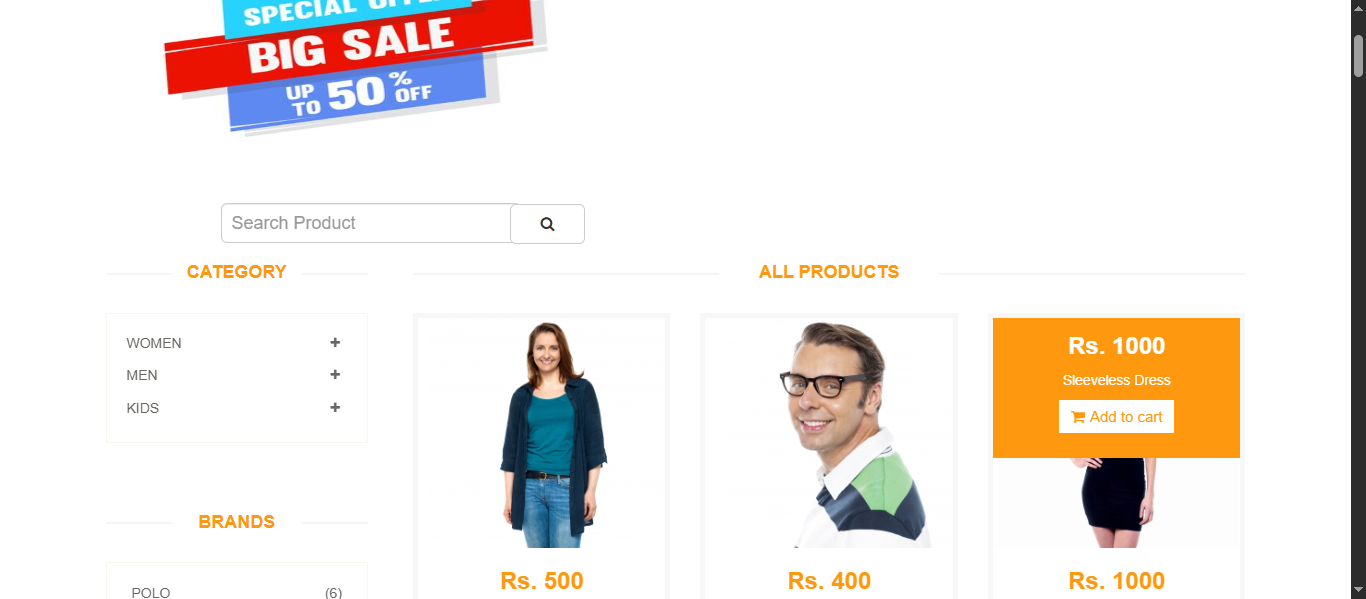 SPECIAL OFFER
BIG SALE
UP TO 50% OFF
Search Product
CATEGORY
ALL PRODUCTS
WOMEN
MEN
KIDS
Rs. 1000
Sleeveless Dress
Add to cart
BRANDS
POLO (6)
Rs. 500
Rs. 400
Rs. 1000